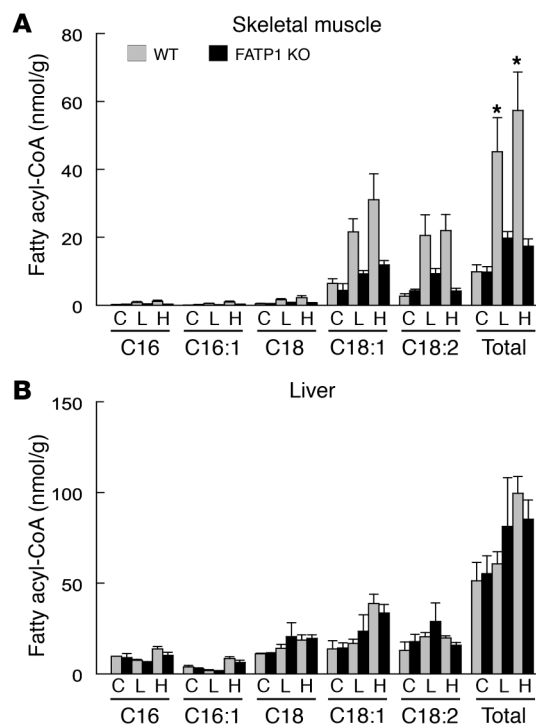 A
Skeletal muscle
WT
FATP1 KO
Fatty acyl-CoA (nmol/g)
80
60
40
20
0
* *
C L H C L H C L H C L H C L H C L H
C16 C16:1 C18 C18:1 C18:2 Total
B
Liver
Fatty acyl-CoA (nmol/g)
150
100
50
0
C L H C L H C L H C L H C L H C L H
C16 C16:1 C18 C18:1 C18:2 Total